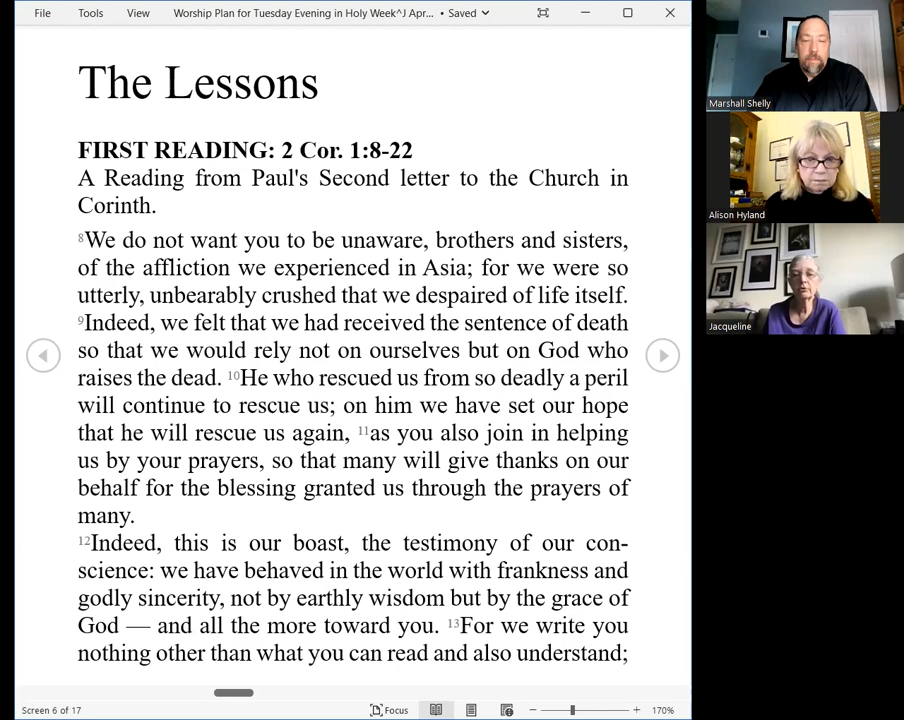 File Tools View Worship Plan for Tuesday Evening in Holy Week^J Apr... • Saved
The Lessons
FIRST READING: 2 Cor. 1:8-22
A Reading from Paul's Second letter to the Church in
Corinth.
8We do not want you to be unaware, brothers and sisters,
of the affliction we experienced in Asia; for we were so
utterly, unbearably crushed that we despaired of life itself.
9Indeed, we felt that we had received the sentence of death
so that we would rely not on ourselves but on God who
raises the dead. 10He who rescued us from so deadly a peril
will continue to rescue us; on him we have set our hope
that he will rescue us again, 11as you also join in helping
us by your prayers, so that many will give thanks on our
behalf for the blessing granted us through the prayers of
many.
12Indeed, this is our boast, the testimony of our con-
science: we have behaved in the world with frankness and
godly sincerity, not by earthly wisdom but by the grace of
God — and all the more toward you. 13For we write you
nothing other than what you can read and also understand;
Screen 6 of 17 Focus 170%
Marshall Shelly
Alison Hyland
Jacqueline